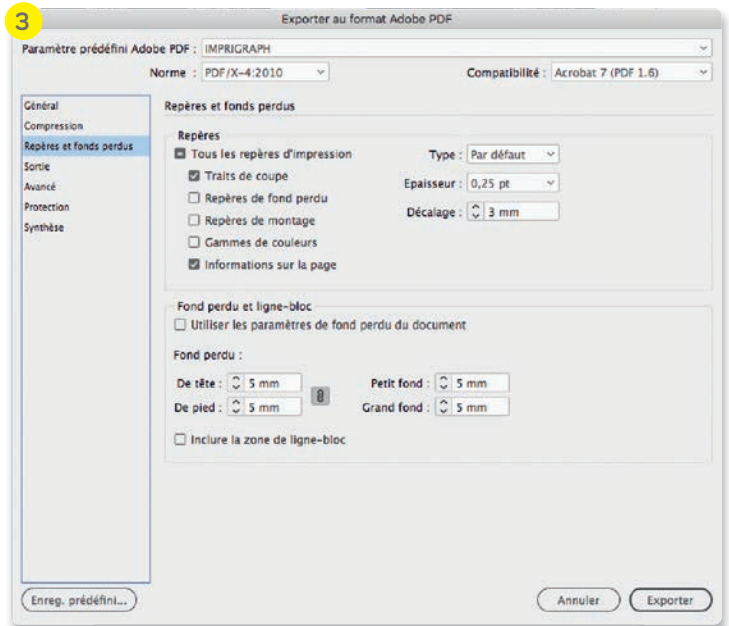 3
Exporter au format Adobe PDF
Paramètre prédéfini Adobe PDF : IMPRIGRAPH
Norme : PDF/X-4:2010 Compatibilité : Acrobat 7 (PDF 1.6)
Général
Compression
Repères et fonds perdus
Sortie
Avancé
Protection
Synthèse
Repères et fonds perdus
Repères
Tous les repères d'impression Type : Par défaut
Traits de coupe Epaisseur : 0,25 pt
Repères de fond perdu Décalage : 3 mm
Repères de montage
Gammes de couleurs
Informations sur la page
Fond perdu et ligne-bloc
Utiliser les paramètres de fond perdu du document
Fond perdu :
De tête : 5 mm Petit fond : 5 mm
De pied : 5 mm Grand fond : 5 mm
Inclure la zone de ligne-bloc
Enreg. prédéfini... Annuler Exporter